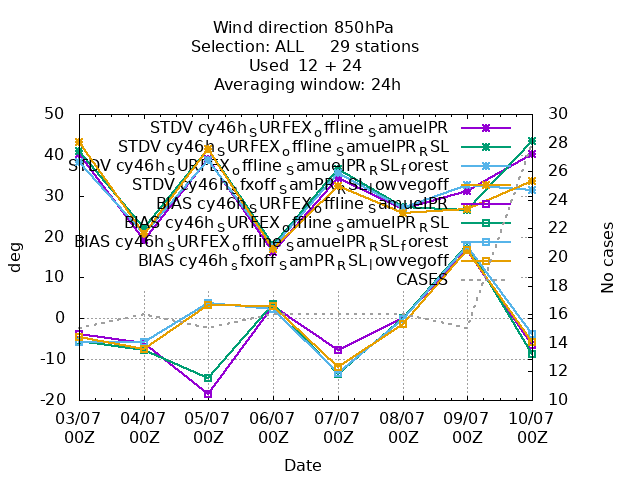 Wind direction 850hPa
Selection: ALL 29 stations
Used 12 + 24
Averaging window: 24h
50
40
30
20
10
0
-10
-20
deg
30
28
26
24
22
20
18
16
14
12
10
No cases
STDV cy46h_SURFEX_offline_SamuelPR
STDV cy46h_SURFEX_offline_SamuelPR_RSL
STDV cy46h_SURFEX_offline_SamuelPR_RSL_forest
STDV cy46h_sfxoff_SamPR_RSL_lowvegoff
BIAS cy46h_SURFEX_offline_SamuelPR
BIAS cy46h_SURFEX_offline_SamuelPR_RSL
BIAS cy46h_SURFEX_offline_SamuelPR_RSL_forest
BIAS cy46h_sfxoff_SamPR_RSL_lowvegoff
CASES
03/07 04/07 05/07 06/07 07/07 08/07 09/07 10/07
00Z 00Z 00Z 00Z 00Z 00Z 00Z 00Z
Date